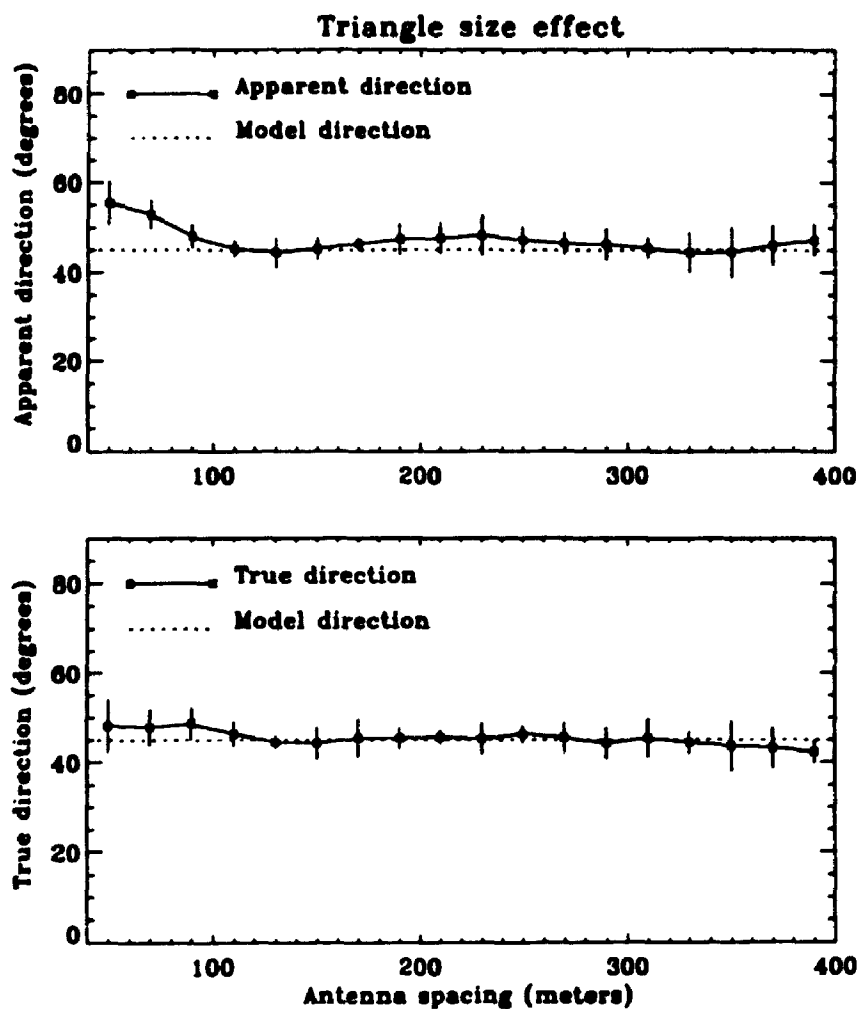 Triangle size effect
Apparent direction (degrees)
80
60
40
20
0
Apparent direction
Model direction
100 200 300 400
True direction (degrees)
80
60
40
20
0
True direction
Model direction
100 200 300 400
Antenna spacing (meters)